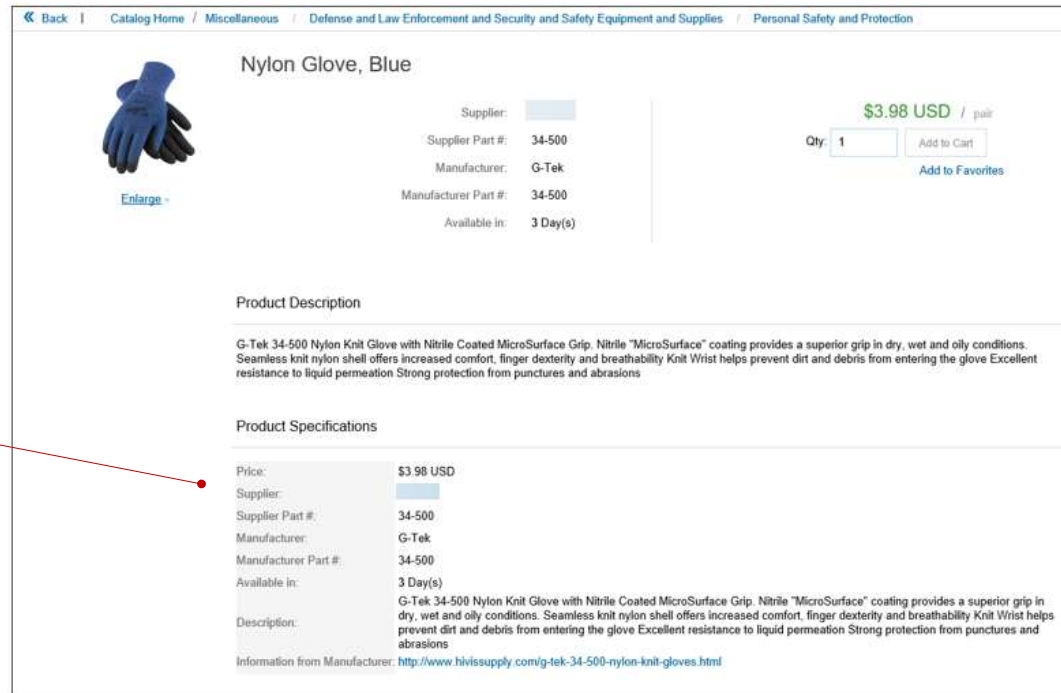 « Back | Catalog Home / Miscellaneous / Defense and Law Enforcement and Security and Safety Equipment and Supplies / Personal Safety and Protection
Nylon Glove, Blue
Supplier:
$3.98 USD / pair
Supplier Part #: 34-500
Qty: 1 Add to Cart
Manufacturer: G-Tek
Add to Favorites
Enlarge
Manufacturer Part #: 34-500
Available in: 3 Day(s)
Product Description
G-Tek 34-500 Nylon Knit Glove with Nitrile Coated MicroSurface Grip. Nitrile "MicroSurface" coating provides a superior grip in dry, wet and oily conditions.
Seamless knit nylon shell offers increased comfort, finger dexterity and breathability Knit Wrist helps prevent dirt and debris from entering the glove Excellent
resistance to liquid permeation Strong protection from punctures and abrasions
Product Specifications
Price: $3.98 USD
Supplier:
Supplier Part #: 34-500
Manufacturer: G-Tek
Manufacturer Part #: 34-500
Available in: 3 Day(s)
Description: G-Tek 34-500 Nylon Knit Glove with Nitrile Coated MicroSurface Grip. Nitrile "MicroSurface" coating provides a superior grip in
dry, wet and oily conditions. Seamless knit nylon shell offers increased comfort, finger dexterity and breathability Knit Wrist helps
prevent dirt and debris from entering the glove Excellent resistance to liquid permeation Strong protection from punctures and
abrasions
Information from Manufacturer: http://www.hivissupply.com/g-tek-34-500-nylon-knit-gloves.html